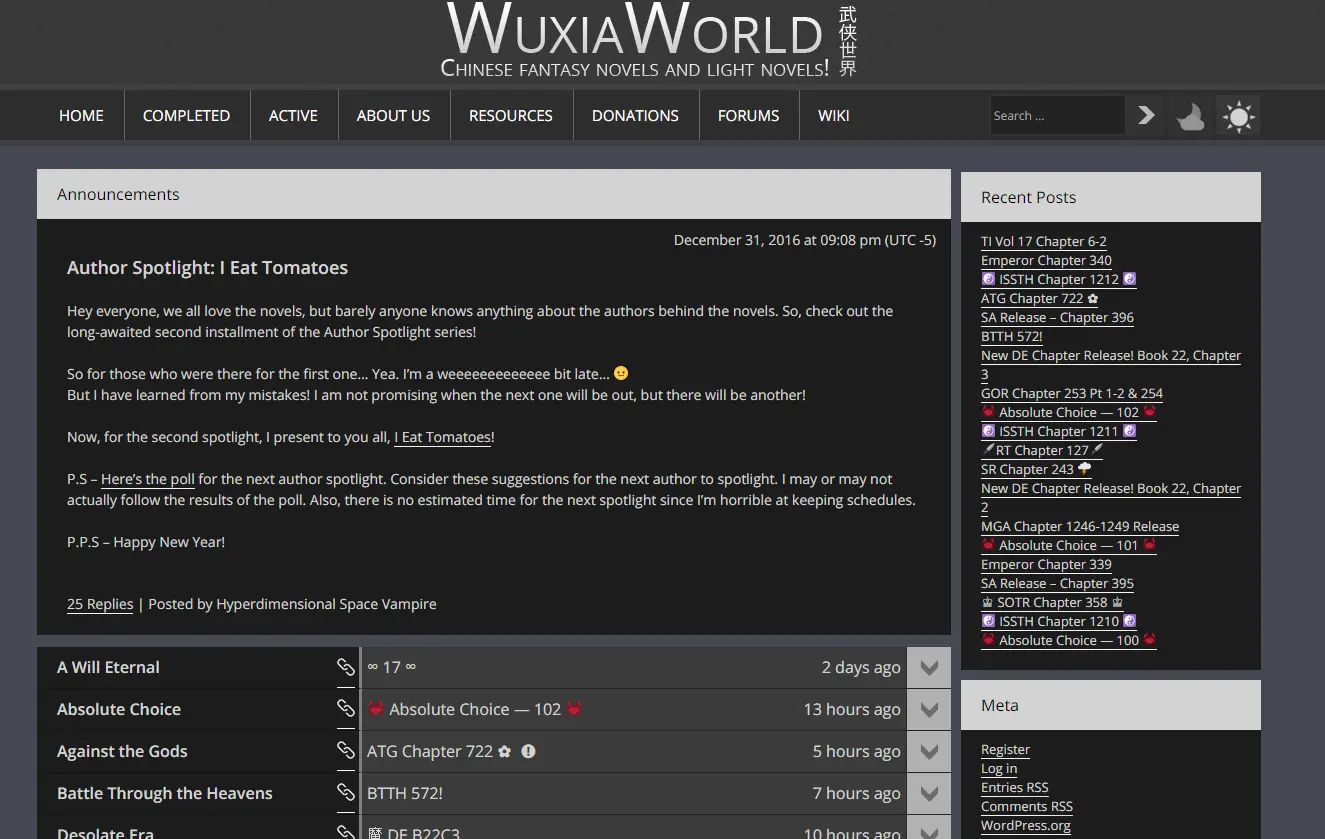 WuxiaWorld
武侠世界
Chinese fantasy novels and light novels!
HOME COMPLETED ACTIVE ABOUT US RESOURCES DONATIONS FORUMS WIKI
Search ...
Announcements
December 31, 2016 at 09:08 pm (UTC -5)
Author Spotlight: I Eat Tomatoes
Hey everyone, we all love the novels, but barely anyone knows anything about the authors behind the novels. So, check out the
long-awaited second installment of the Author Spotlight series!
So for those who were there for the first one… Yea. I’m a weeeeeeeeeeeee bit late… 😐
But I have learned from my mistakes! I am not promising when the next one will be out, but there will be another!
Now, for the second spotlight, I present to you all, I Eat Tomatoes!
P.S – Here’s the poll for the next author spotlight. Consider these suggestions for the next author to spotlight. I may or may not
actually follow the results of the poll. Also, there is no estimated time for the next spotlight since I’m horrible at keeping schedules.
P.P.S – Happy New Year!
25 Replies | Posted by Hyperdimensional Space Vampire
A Will Eternal ∞ 17 ∞ 2 days ago
Absolute Choice 🦀 Absolute Choice — 102 🦀 13 hours ago
Against the Gods ATG Chapter 722 ✿ 5 hours ago
Battle Through the Heavens BTTH 572! 7 hours ago
Desolate Era DE B22C3 10 hours ago
Recent Posts
TI Vol 17 Chapter 6-2
Emperor Chapter 340
☯ ISSTH Chapter 1212 ☯
ATG Chapter 722 ✿
SA Release – Chapter 396
BTTH 572!
New DE Chapter Release! Book 22, Chapter
3
GOR Chapter 253 Pt 1-2 & 254
🦀 Absolute Choice — 102 🦀
☯ ISSTH Chapter 1211 ☯
RT Chapter 127
SR Chapter 243 🌩
New DE Chapter Release! Book 22, Chapter
2
MGA Chapter 1246-1249 Release
🦀 Absolute Choice — 101 🦀
Emperor Chapter 339
SA Release – Chapter 395
♔ SOTR Chapter 358 ♔
☯ ISSTH Chapter 1210 ☯
🦀 Absolute Choice — 100 🦀
Meta
Register
Log in
Entries RSS
Comments RSS
WordPress.org